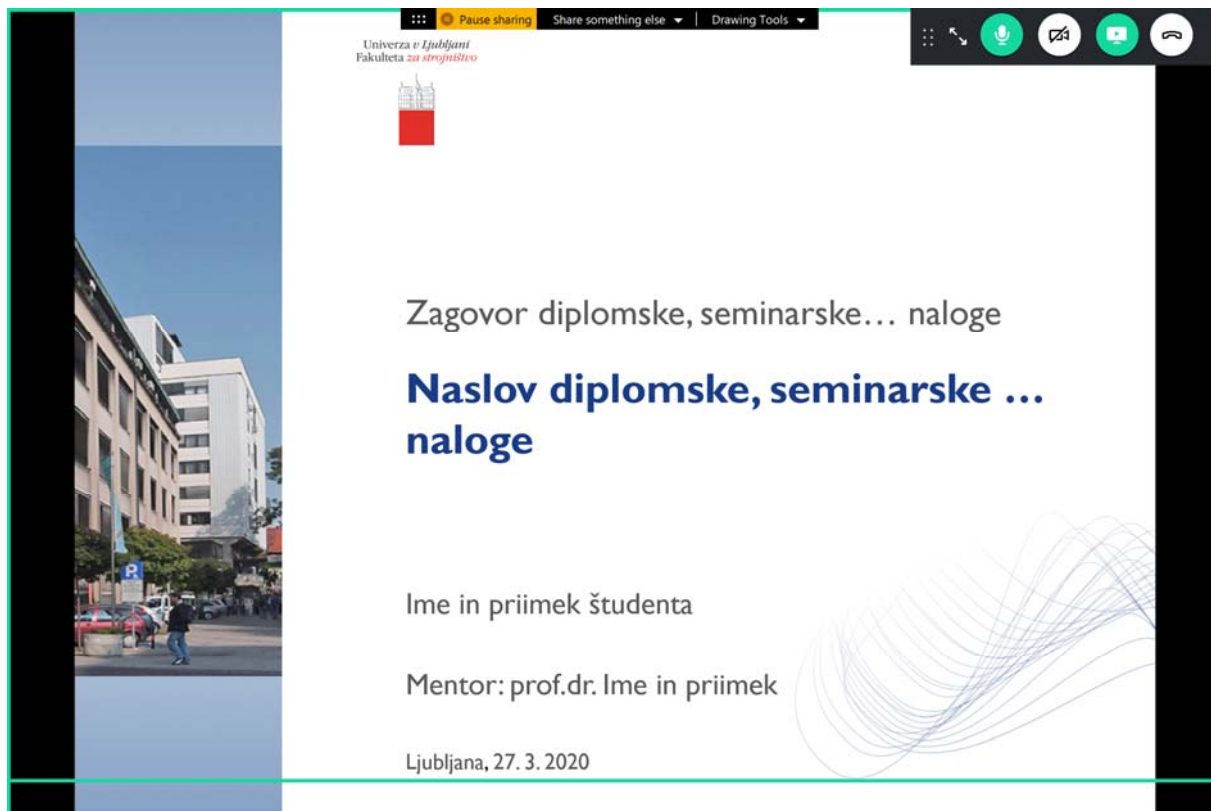 Pause sharing Share something else Drawing Tools
Univerza v Ljubljani
Fakulteta za strojništvo
Zagovor diplomske, seminarske… naloge
Naslov diplomske, seminarske …
naloge
P
Ime in priimek študenta
Mentor: prof.dr. Ime in priimek
Ljubljana, 27. 3. 2020